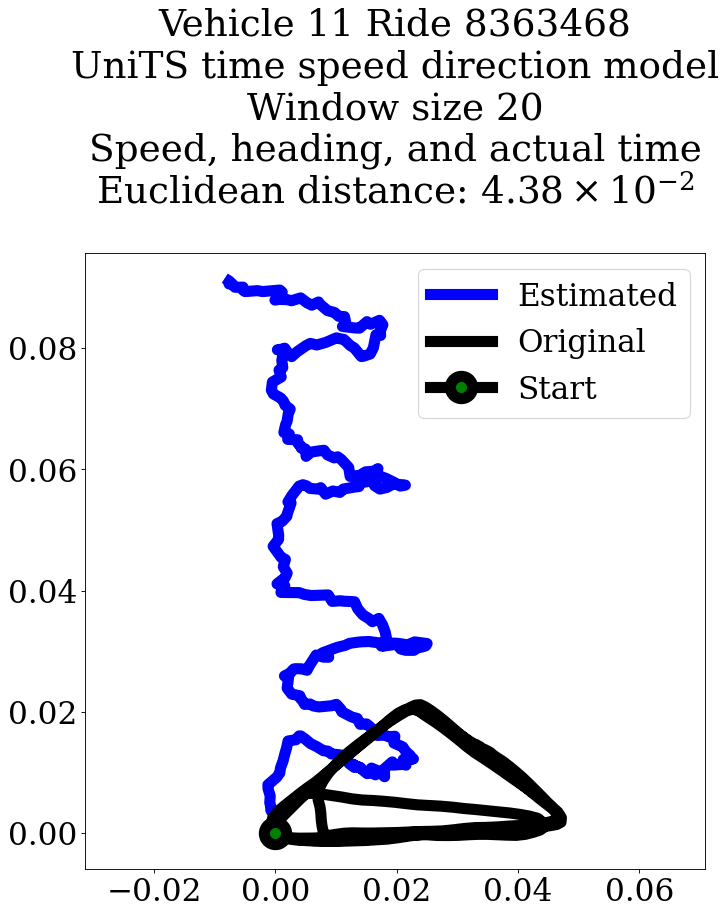 Vehicle 11 Ride 8363468
UniTS time speed direction model
Window size 20
Speed, heading, and actual time
Euclidean distance: 4.38 × 10⁻²
Estimated
Original
Start
0.08
0.06
0.04
0.02
0.00
−0.02 0.00 0.02 0.04 0.06